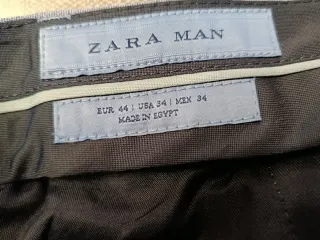 ZARA MAN
EUR 44 | USA 34 | MEX 34
MADE IN EGYPT